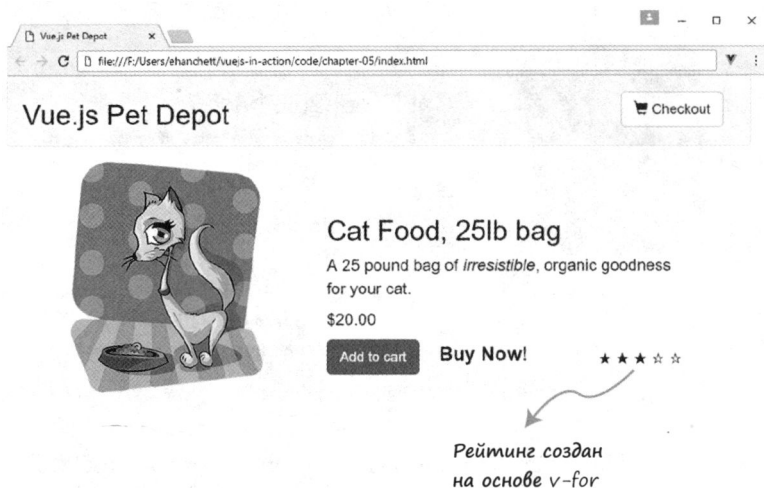 Vue.js Pet Depot
file:///F:/Users/ehanchett/vuejs-in-action/code/chapter-05/index.html
Vue.js Pet Depot
Checkout
Cat Food, 25lb bag
A 25 pound bag of irresistible, organic goodness
for your cat.
$20.00
Add to cart
Buy Now!
★ ★ ★ ☆ ☆
Рейтинг создан
на основе v-for